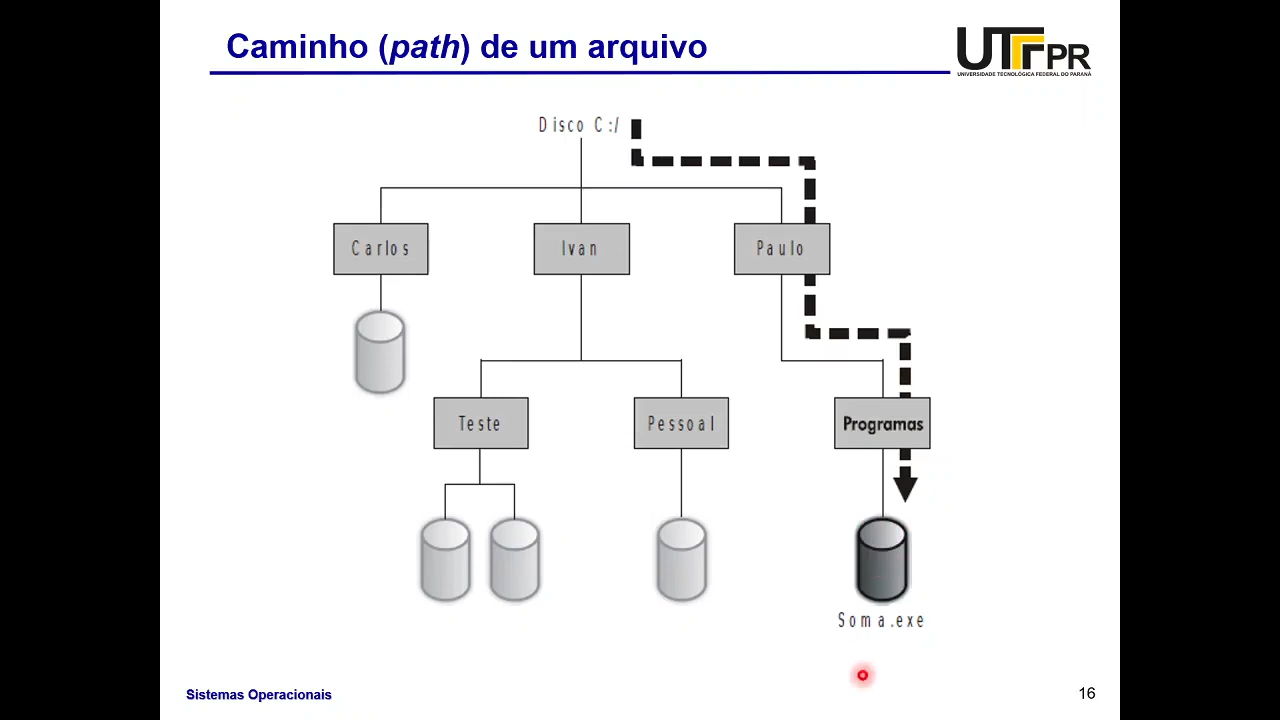 Caminho (path) de um arquivo
UTFPR
UNIVERSIDADE TECNOLÓGICA FEDERAL DO PARANÁ
Disco C:/
Carlos
Ivan
Paulo
Teste
Pessoal
Programas
Soma.exe
Sistemas Operacionais
16